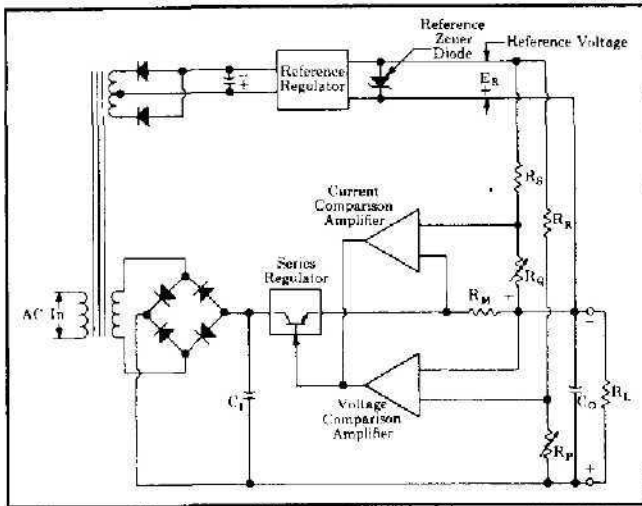 Reference
Zener
Diode
Reference Voltage
Reference
Regulator
E_R
+
+
R_S
Current
Comparison
Amplifier
R_R
Series
Regulator
R_M
+
R_Q
AC In
−
C_1
C_O
R_L
Voltage
Comparison
Amplifier
R_P
+